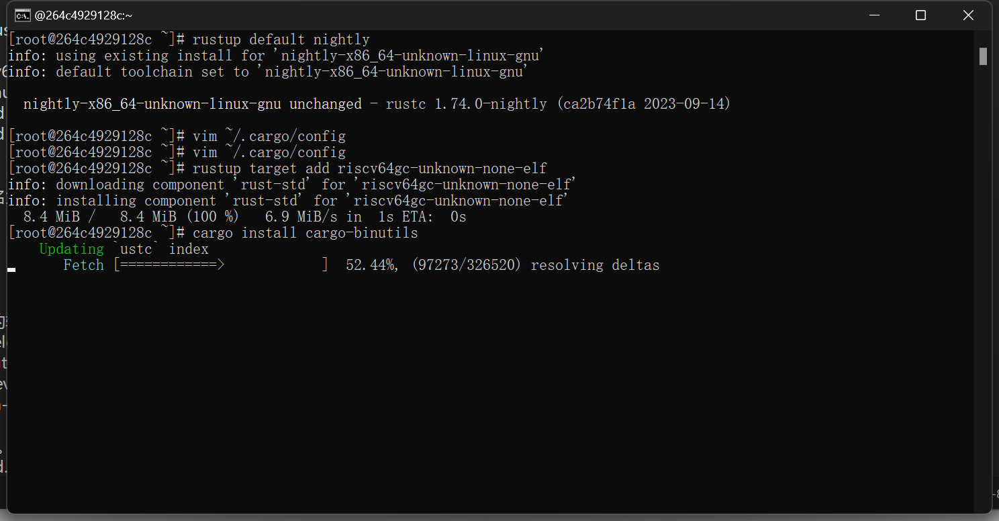 @264c4929128c:~
[root@264c4929128c ~]# rustup default nightly
info: using existing install for 'nightly-x86_64-unknown-linux-gnu'
info: default toolchain set to 'nightly-x86_64-unknown-linux-gnu'
nightly-x86_64-unknown-linux-gnu unchanged - rustc 1.74.0-nightly (ca2b74f1a 2023-09-14)
[root@264c4929128c ~]# vim ~/.cargo/config
[root@264c4929128c ~]# vim ~/.cargo/config
[root@264c4929128c ~]# rustup target add riscv64gc-unknown-none-elf
info: downloading component 'rust-std' for 'riscv64gc-unknown-none-elf'
info: installing component 'rust-std' for 'riscv64gc-unknown-none-elf'
8.4 MiB / 8.4 MiB (100 %) 6.9 MiB/s in 1s ETA: 0s
[root@264c4929128c ~]# cargo install cargo-binutils
Updating `ustc` index
Fetch [============> ] 52.44%, (97273/326520) resolving deltas